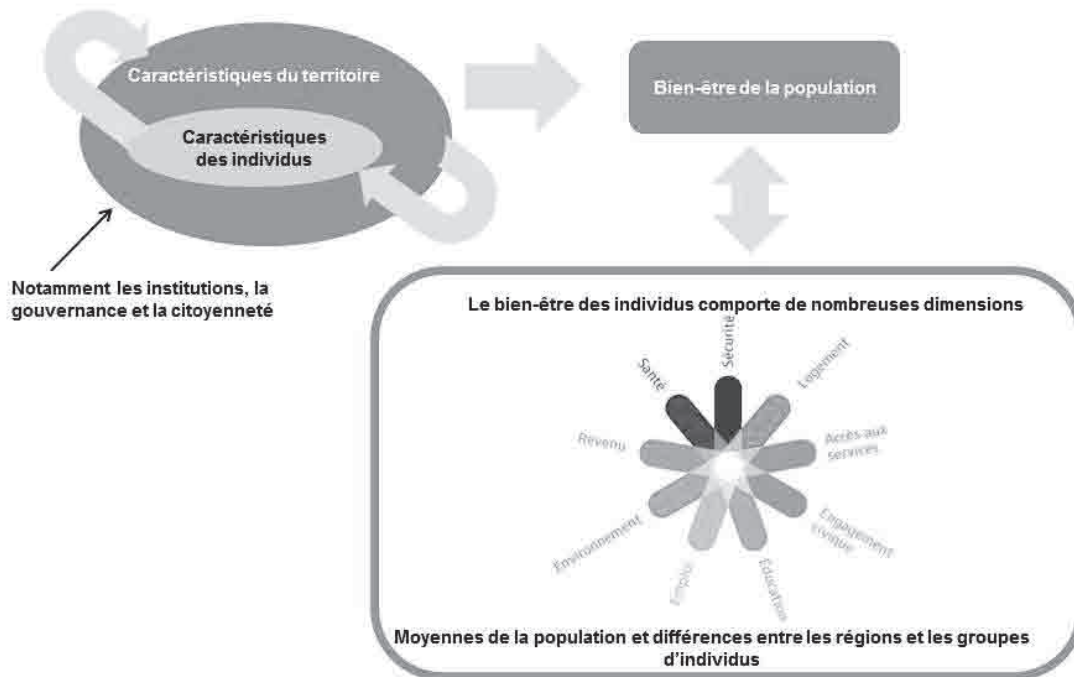 Caractéristiques du territoire
Caractéristiques
des individus
Bien-être de la population
Notamment les institutions, la
gouvernance et la citoyenneté
Le bien-être des individus comporte de nombreuses dimensions
Sécurité
Santé
Logement
Revenu
Accès aux
services
Environnement
Engagement
civique
Emploi
Education
Moyennes de la population et différences entre les régions et les groupes
d'individus